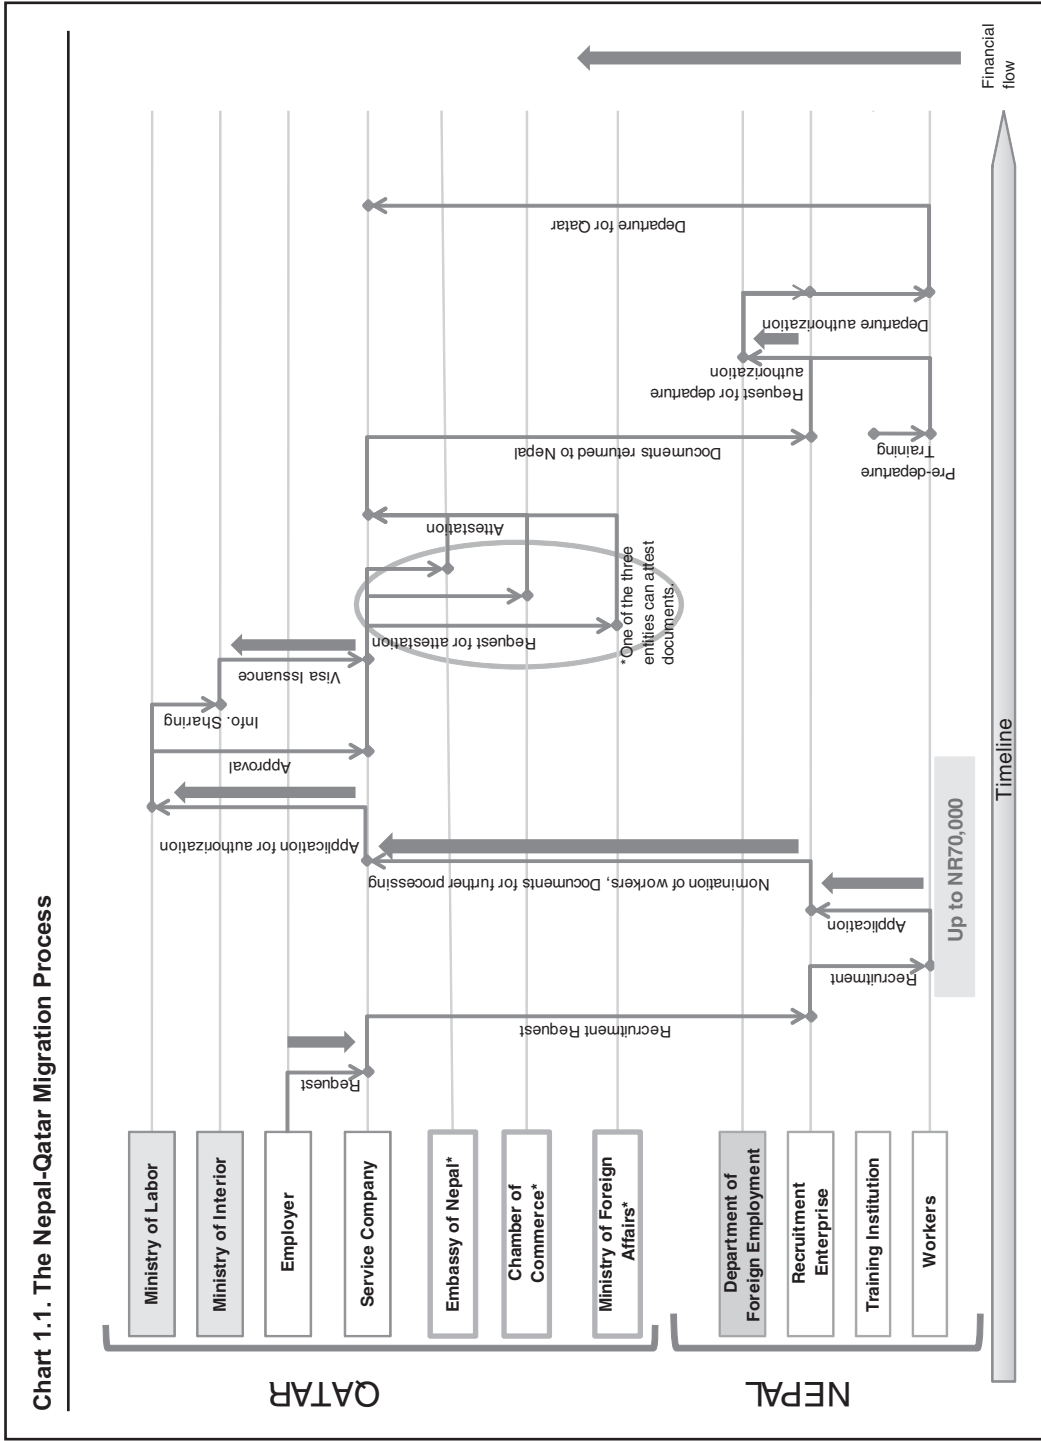 Chart 1.1. The Nepal-Qatar Migration Process
QATAR
Ministry of Labor
Ministry of Interior
Employer
Service Company
Embassy of Nepal*
Chamber of
Commerce*
Ministry of Foreign
Affairs*
NEPAL
Department of
Foreign Employment
Recruitment
Enterprise
Training Institution
Workers
Request
Recruitment Request
Recruitment
Application
Up to NR70,000
Nomination of workers, Documents for further processing
Application for authorization
Approval
Info. Sharing
Visa Issuance
Request for attestation
*One of the three
entities can attest
documents.
Attestation
Documents returned to Nepal
Pre-departure
Training
Request for departure
authorization
Departure authorization
Departure for Qatar
Financial
flow
Timeline